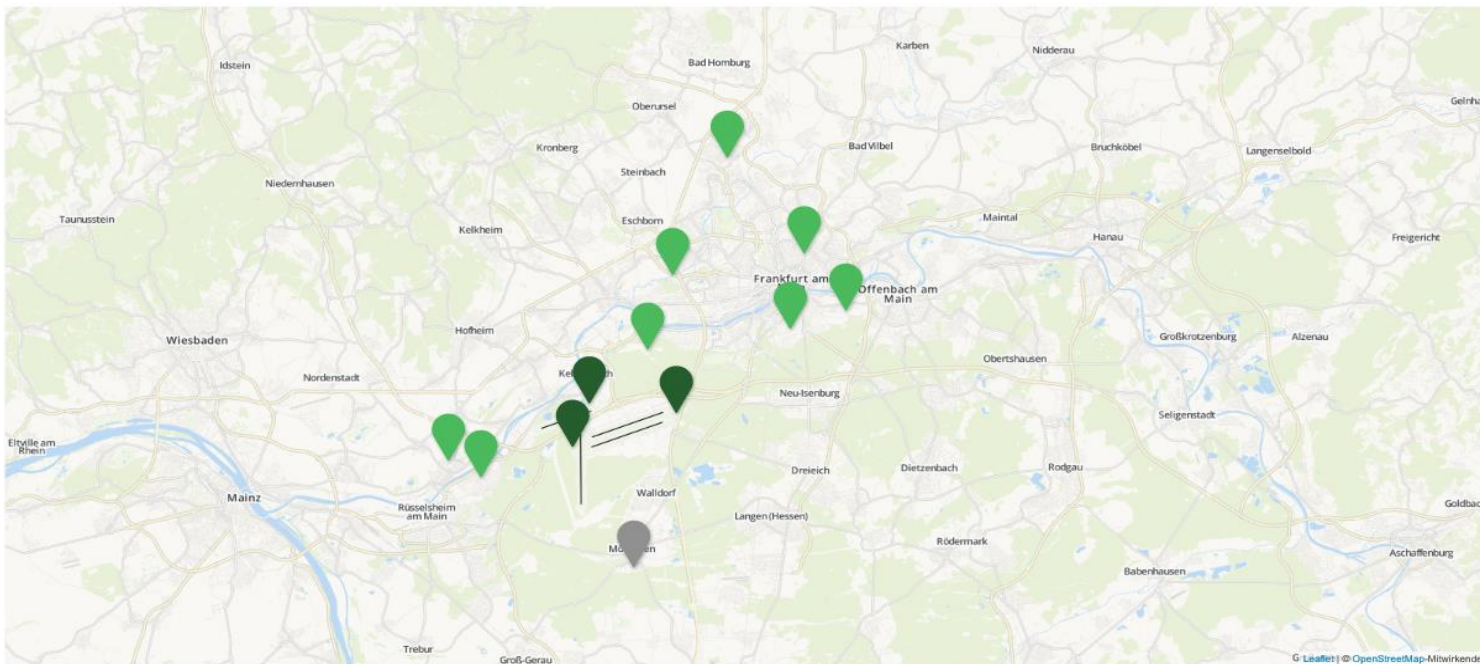 Karben
Nidderau
Idstein
Bad Homburg
Gelnha
Oberursel
Kronberg
Bad Vilbel
Bruchköbel
Langenselbold
Steinbach
Niedernhausen
Taunusstein
Eschborn
Maintal
Kelkheim
Hanau
Freigericht
Frankfurt am
Offenbach am
Main
Hofheim
Großkrotzenburg
Alzenau
Wiesbaden
Obertshausen
Nordenstadt
Neu-Isenburg
Seligenstadt
Eltville am
Rhein
Dreieich
Dietzenbach
Rodgau
Mainz
Walldorf
Rüsselsheim
am Main
Langen (Hessen)
Goldbac
Rödermark
Aschaffenburg
Babenhausen
Trebur
Groß-Gerau
Leaflet | © OpenStreetMap-Mitwirkende